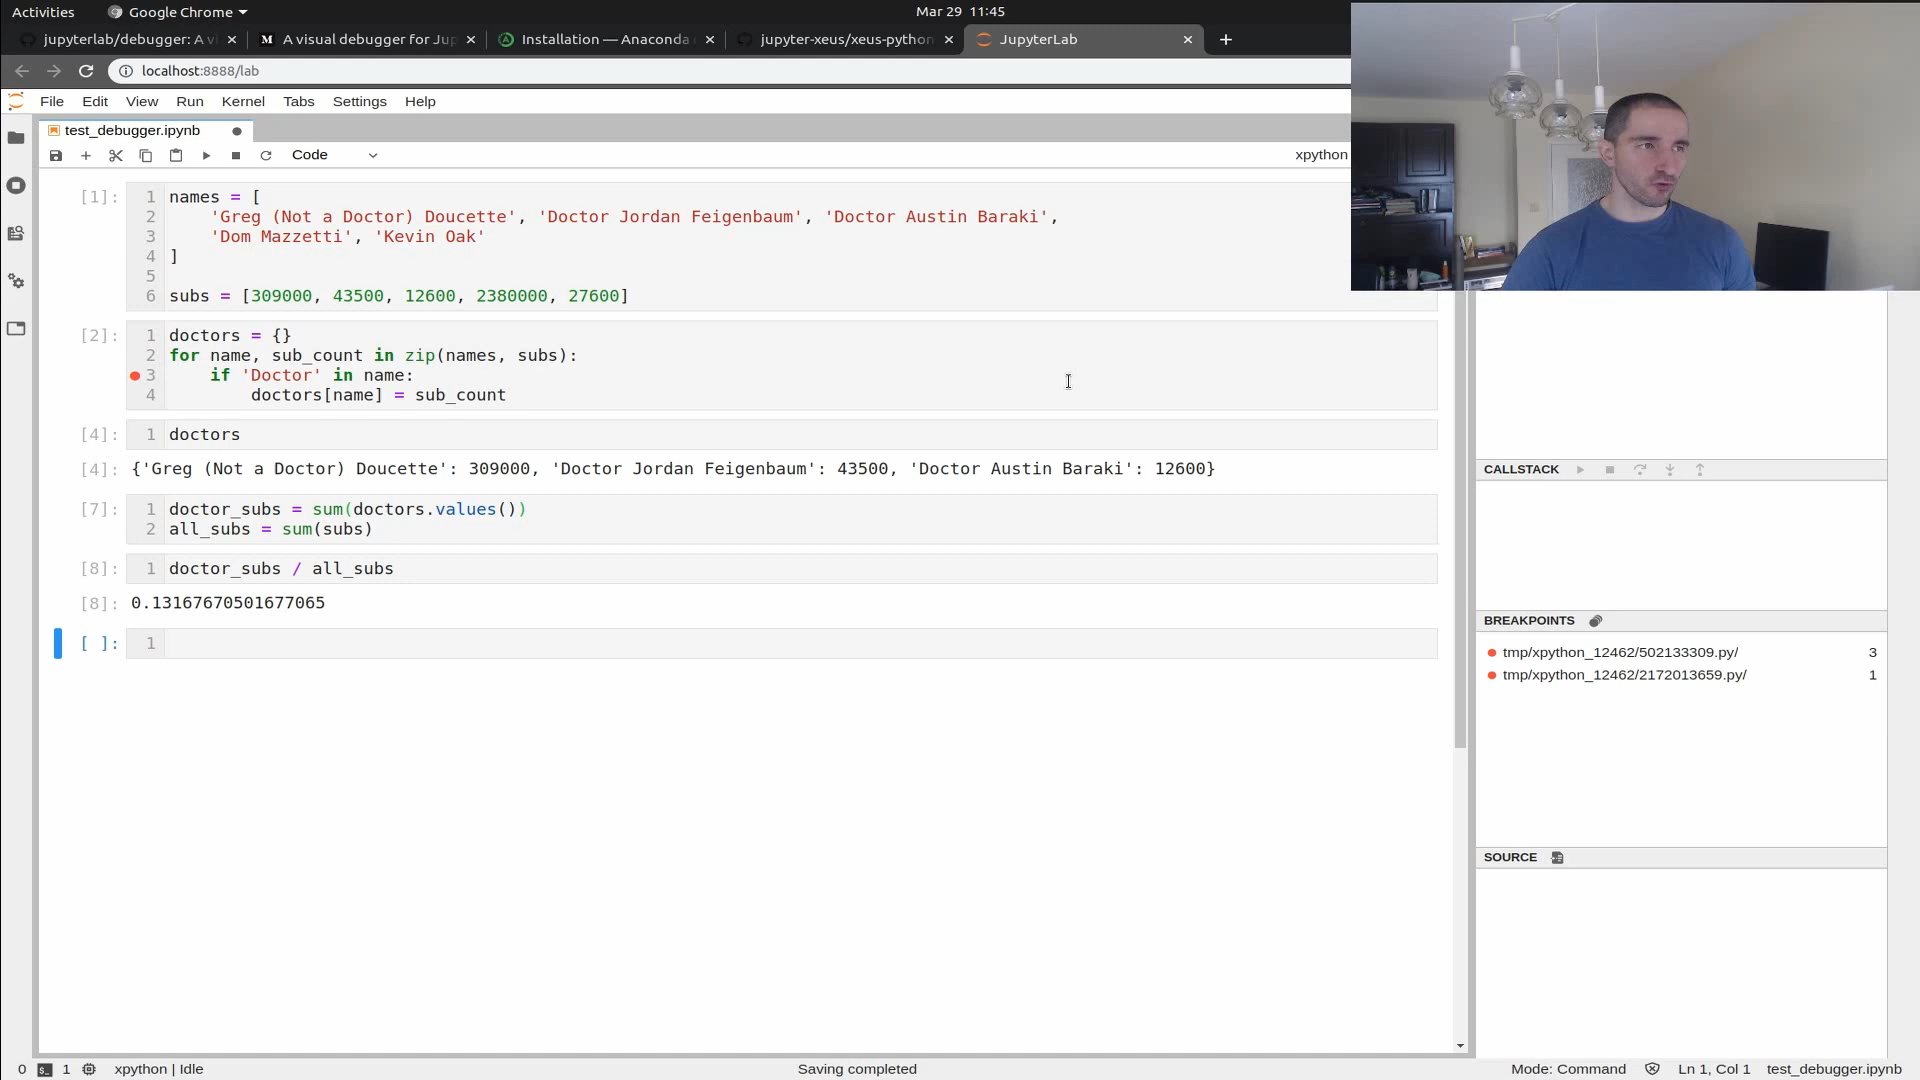 Activities Google Chrome Mar 29 11:45
jupyterlab/debugger: A v A visual debugger for Jup Installation — Anaconda jupyter-xeus/xeus-python JupyterLab
localhost:8888/lab
File Edit View Run Kernel Tabs Settings Help
test_debugger.ipynb
Code xpython
[1]: 1 names = [
2 'Greg (Not a Doctor) Doucette', 'Doctor Jordan Feigenbaum', 'Doctor Austin Baraki',
3 'Dom Mazzetti', 'Kevin Oak'
4 ]
5
6 subs = [309000, 43500, 12600, 2380000, 27600]
[2]: 1 doctors = {}
2 for name, sub_count in zip(names, subs):
3 if 'Doctor' in name:
4 doctors[name] = sub_count
[4]: 1 doctors
[4]: {'Greg (Not a Doctor) Doucette': 309000, 'Doctor Jordan Feigenbaum': 43500, 'Doctor Austin Baraki': 12600}
[7]: 1 doctor_subs = sum(doctors.values())
2 all_subs = sum(subs)
[8]: 1 doctor_subs / all_subs
[8]: 0.13167670501677065
[ ]: 1
CALLSTACK
BREAKPOINTS
tmp/xpython_12462/502133309.py/ 3
tmp/xpython_12462/2172013659.py/ 1
SOURCE
0 1 xpython | Idle Saving completed Mode: Command Ln 1, Col 1 test_debugger.ipynb